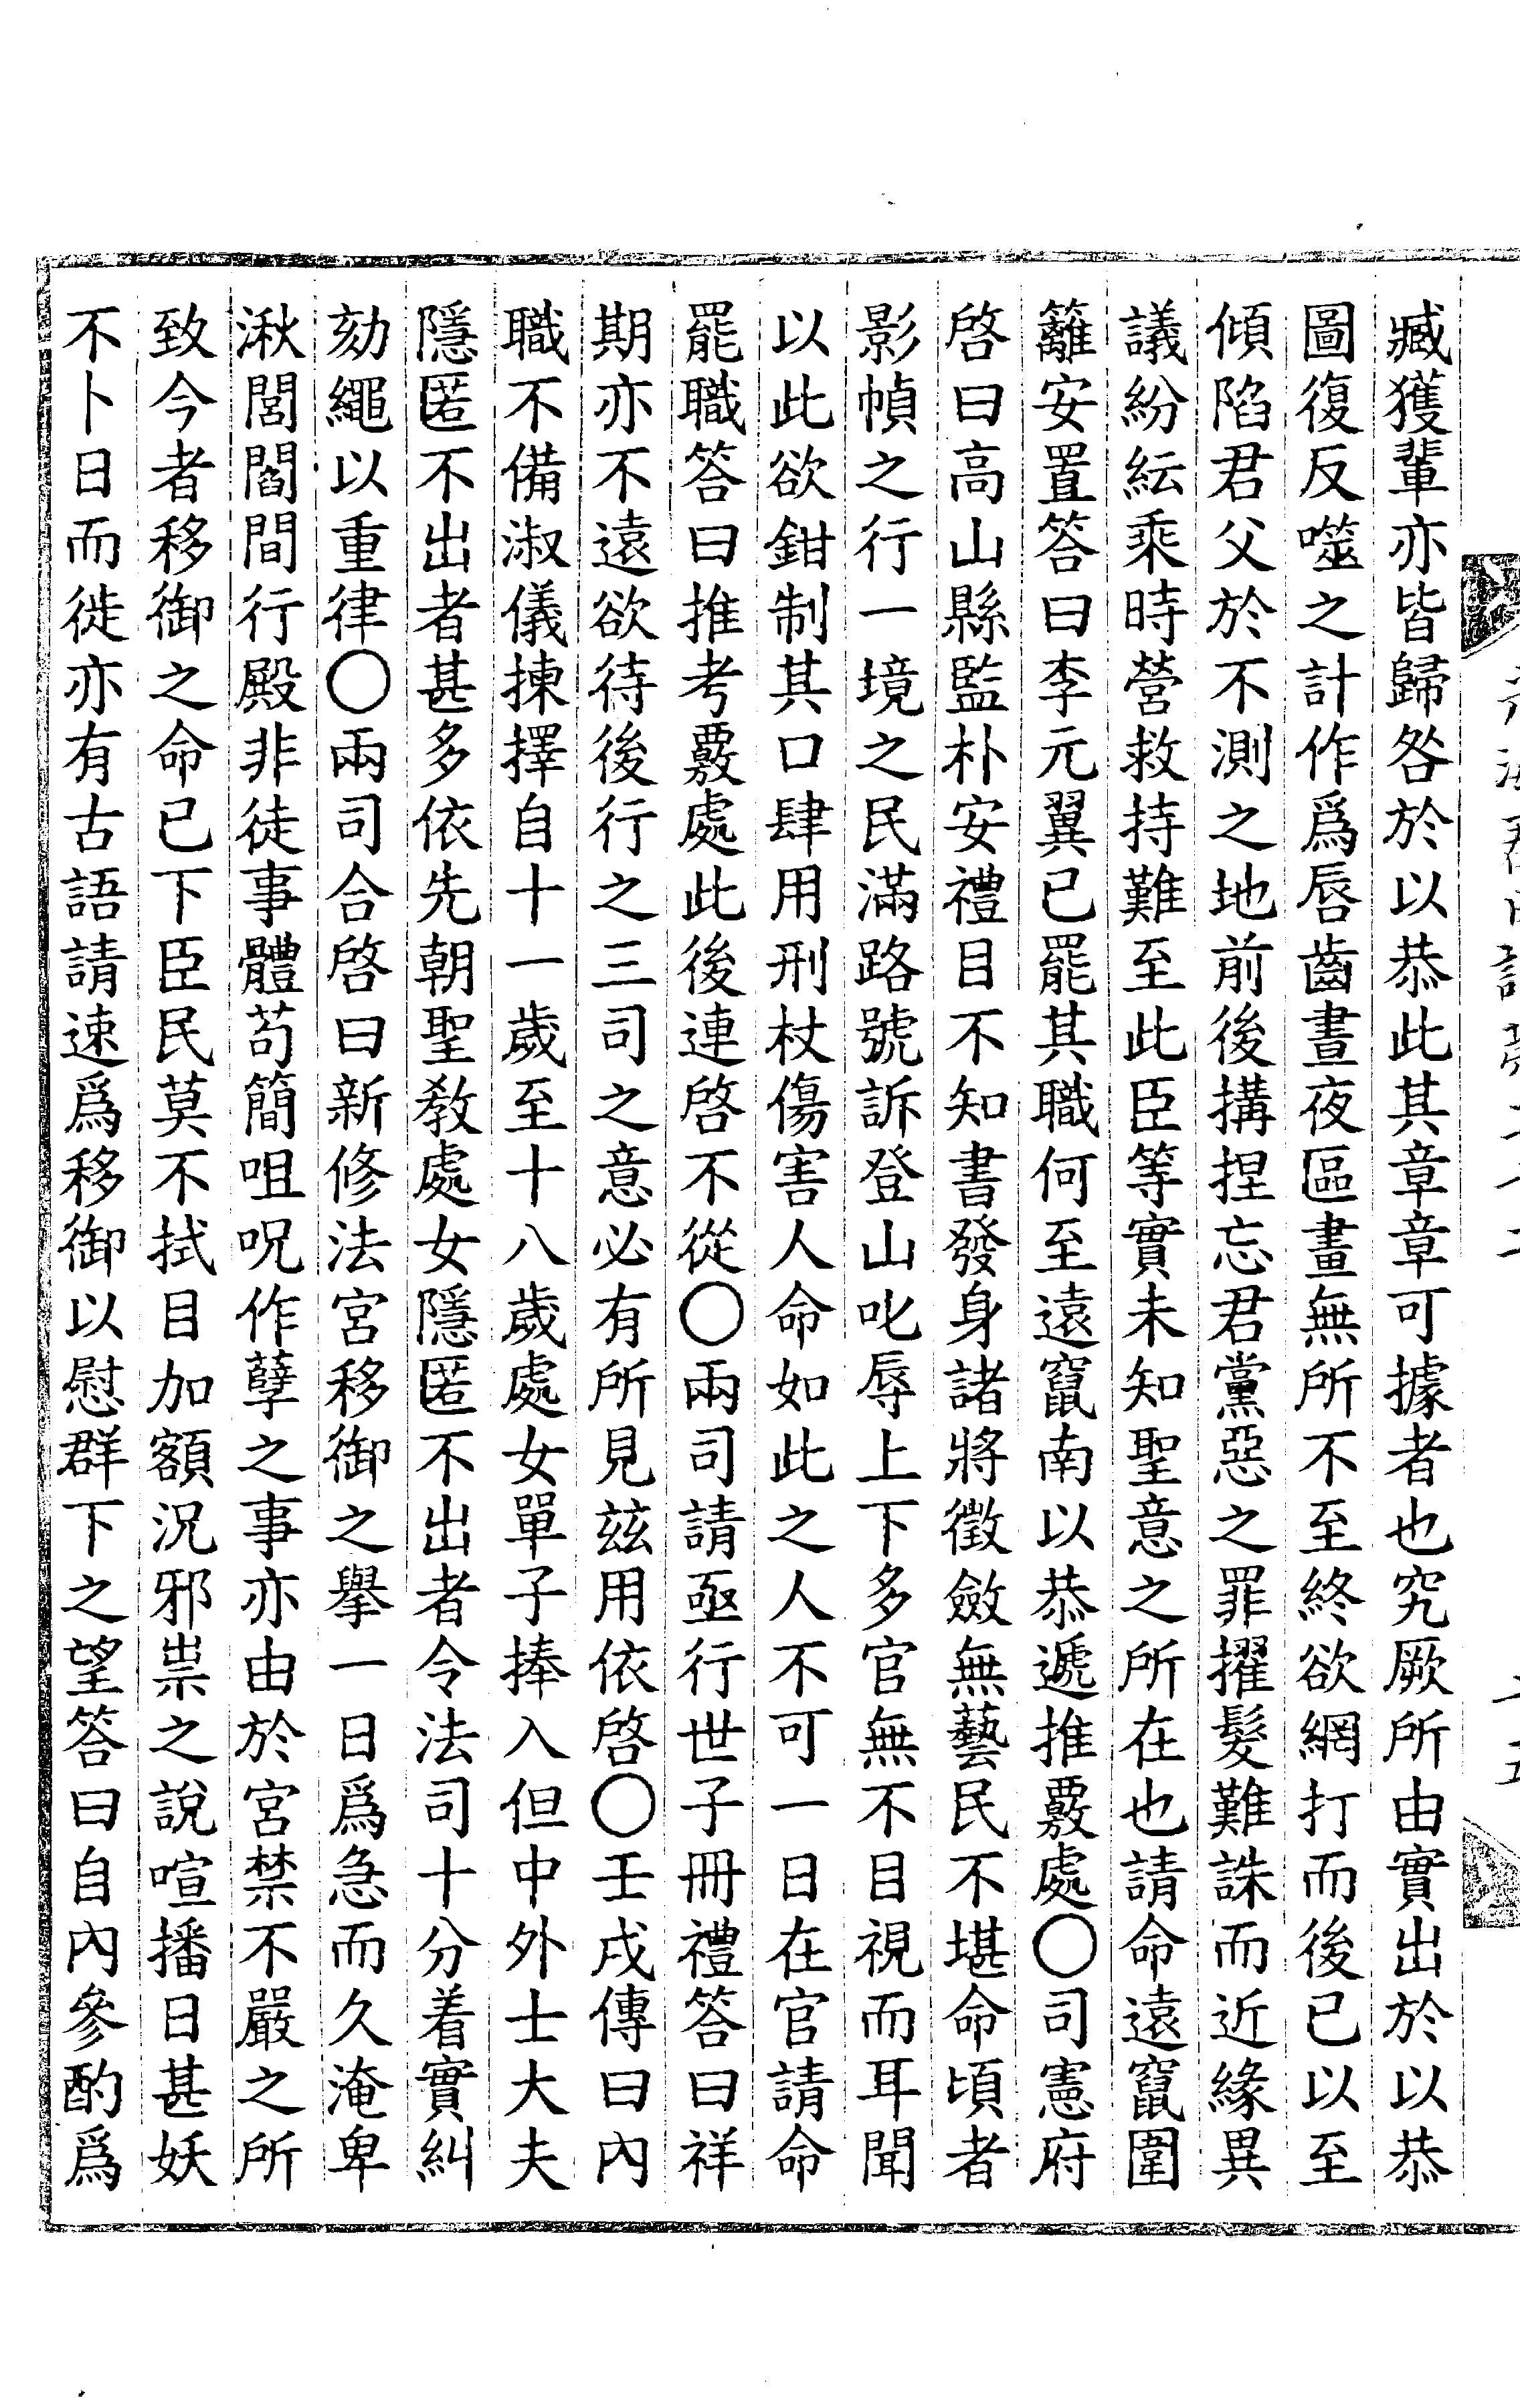 臧獲輩亦皆歸咎於以恭此其章章可據者也究厥所由實出於以恭
圖復反噬之計作爲唇齒晝夜區畫無所不至終欲網打而後已以至
傾陷君父於不測之地前後搆捏忘君黨惡之罪擢髮難誅而近緣異
議紛紜乘時營救持難至此臣等實未知聖意之所在也請命遠竄圍
籬安置答曰李元翼已罷其職何至遠竄南以恭遞推覈處〇司憲府
啓曰高山縣監朴安禮目不知書發身諸將徵斂無藝民不堪命頃者
影幀之行一境之民滿路號訴登山叱辱上下多官無不目視而耳聞
以此欲鉗制其口肆用刑杖傷害人命如此之人不可一日在官請命
罷職答曰推考覈處此後連啓不從〇兩司請亟行世子冊禮答曰祥
期亦不遠欲待後行之三司之意必有所見玆用依啓〇壬戌傳曰內
職不備淑儀揀擇自十一歲至十八歲處女單子捧入但中外士大夫
隱匿不出者甚多依先朝聖敎處女隱匿不出者令法司十分着實糾
劾繩以重律〇兩司合啓曰新修法宮移御之擧一日爲急而久淹卑
湫閭閻間行殿非徒事體苟簡咀呪作孽之事亦由於宮禁不嚴之所
致今者移御之命已下臣民莫不拭目加額況邪祟之說喧播日甚妖
不卜日而徙亦有古語請速爲移御以慰群下之望答曰自內參酌爲